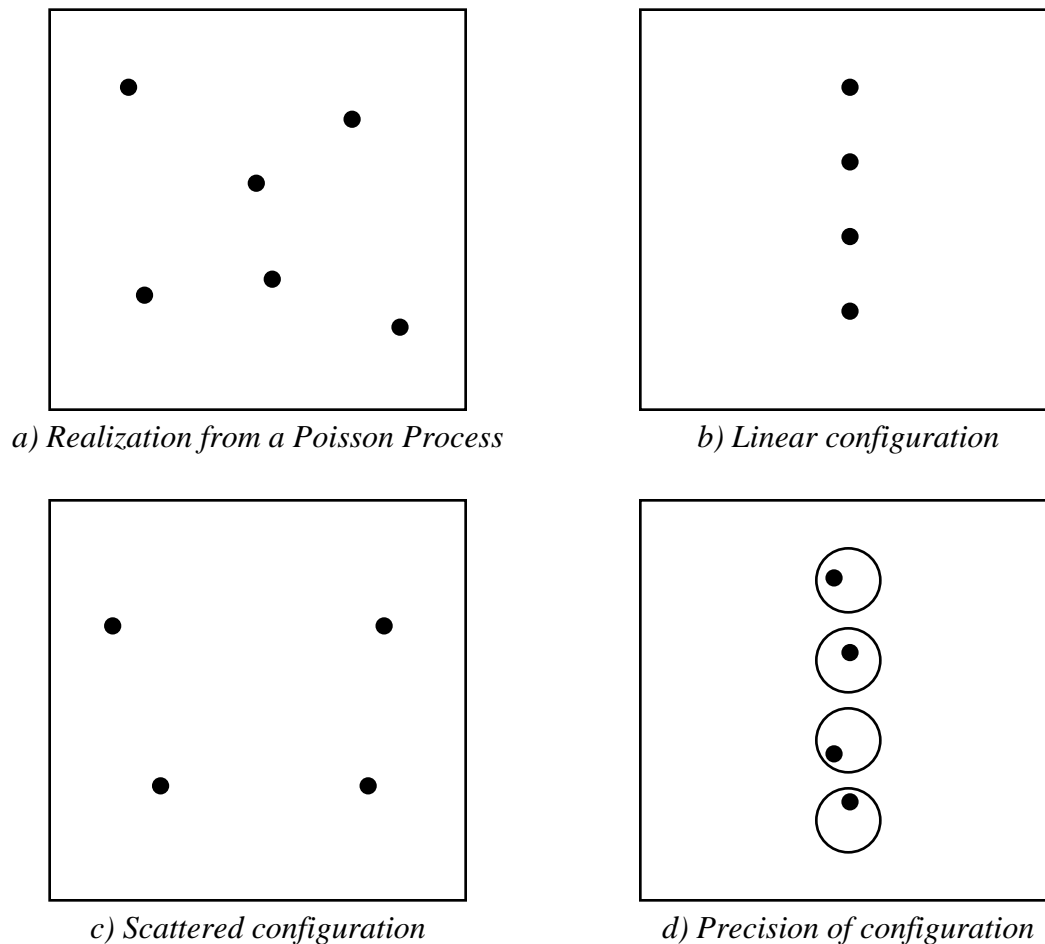 a) Realization from a Poisson Process
b) Linear configuration
c) Scattered configuration
d) Precision of configuration